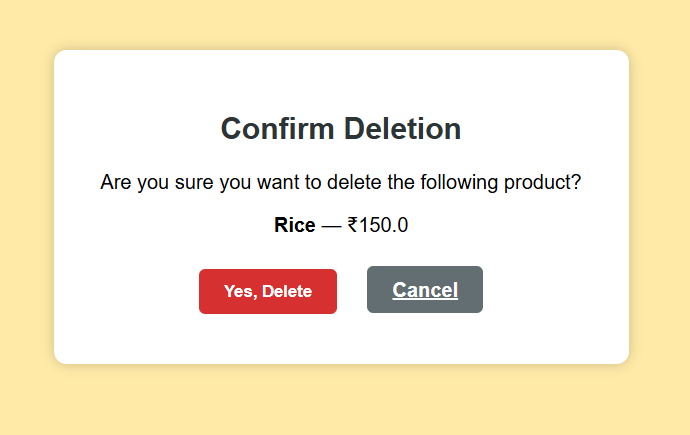 Confirm Deletion
Are you sure you want to delete the following product?
Rice — ₹150.0
Yes, Delete
Cancel